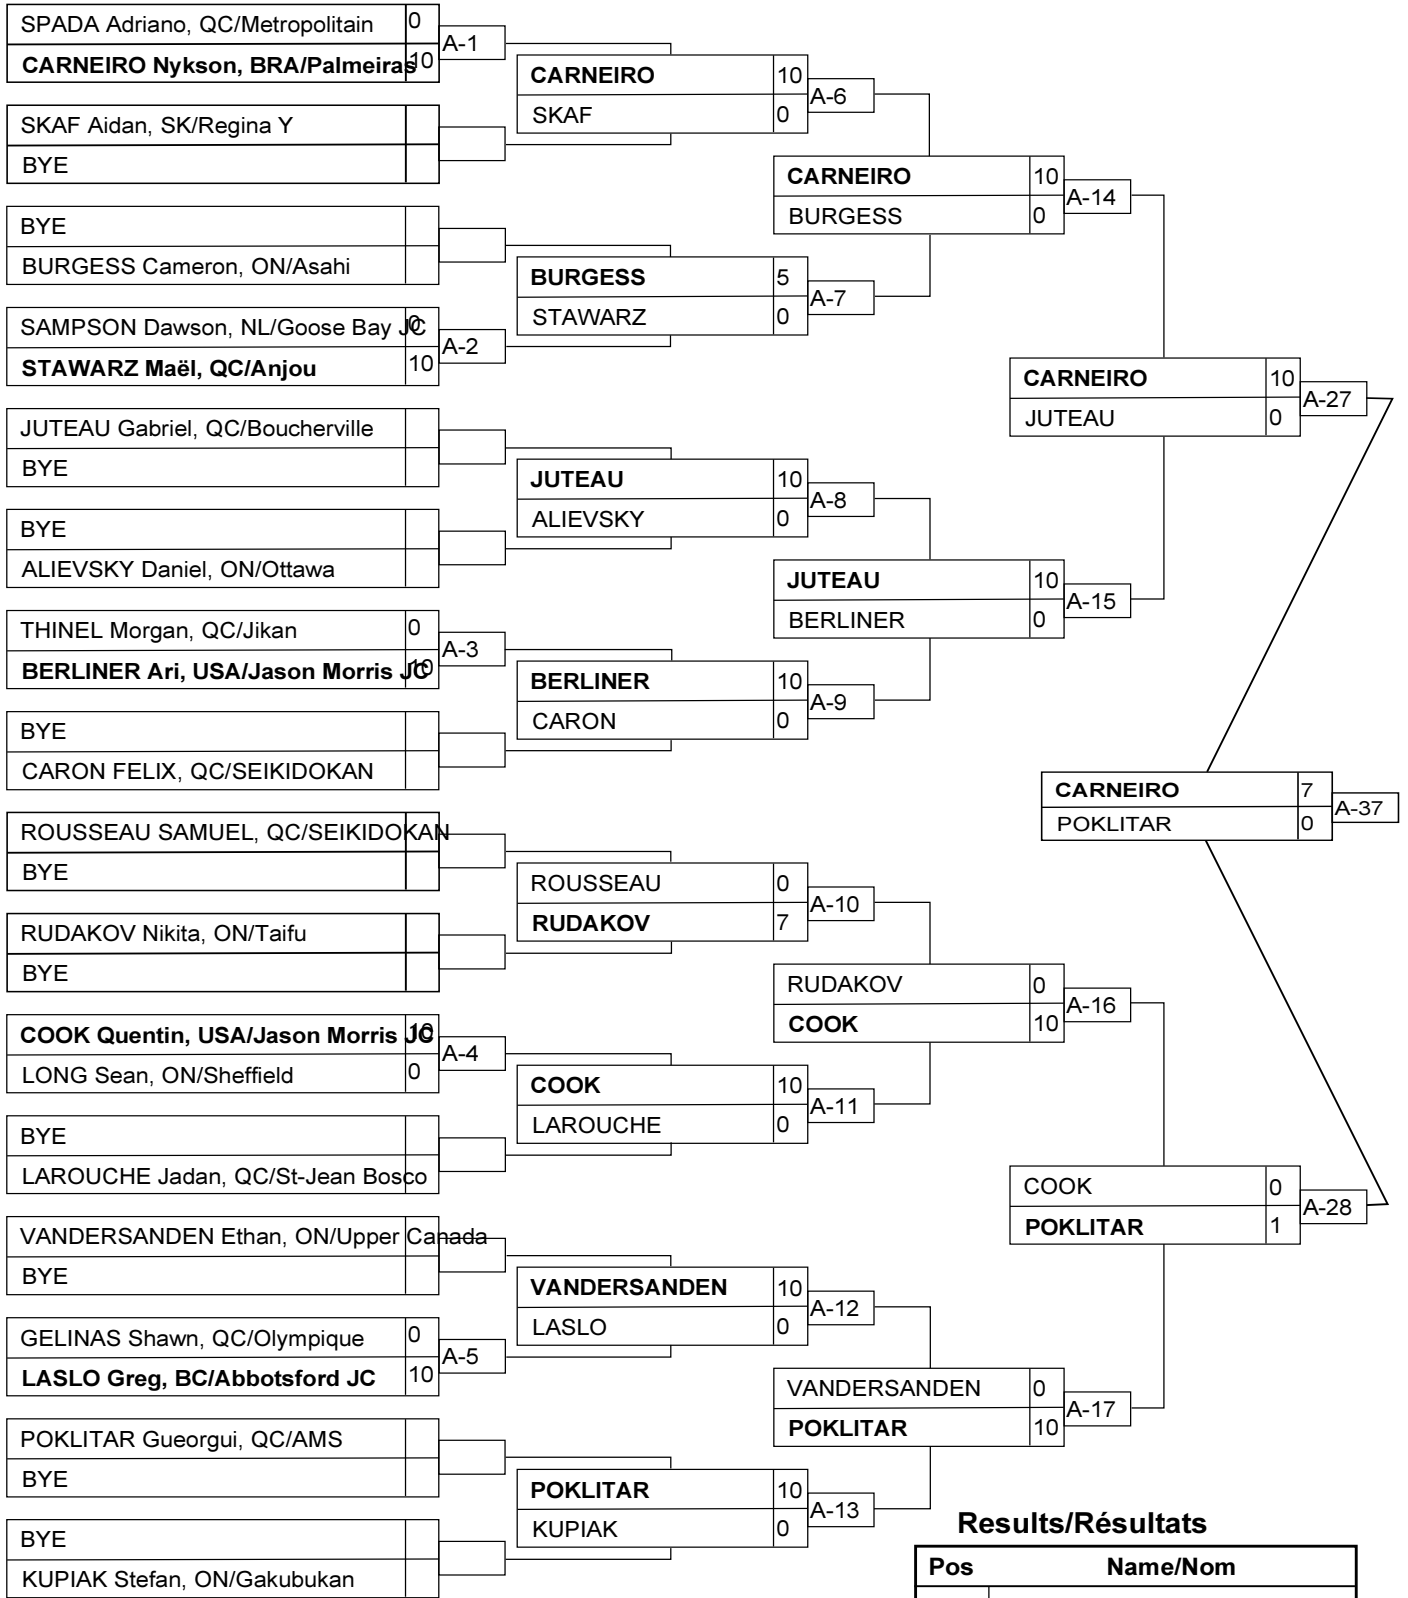 SPADA Adriano, QC/Metropolitain 0
CARNEIRO Nykson, BRA/Palmeiras 10
A-1
SKAF Aidan, SK/Regina Y
BYE
CARNEIRO 10
SKAF 0
A-6
BYE
BURGESS Cameron, ON/Asahi
CARNEIRO 10
BURGESS 0
A-14
SAMPSON Dawson, NL/Goose Bay JC 0
STAWARZ Maël, QC/Anjou 10
A-2
BURGESS 5
STAWARZ 0
A-7
JUTEAU Gabriel, QC/Boucherville
BYE
CARNEIRO 10
JUTEAU 0
A-27
BYE
ALIEVSKY Daniel, ON/Ottawa
JUTEAU 10
ALIEVSKY 0
A-8
THINEL Morgan, QC/Jikan 0
BERLINER Ari, USA/Jason Morris JC 10
A-3
JUTEAU 10
BERLINER 0
A-15
BYE
CARON FELIX, QC/SEIKIDOKAN
BERLINER 10
CARON 0
A-9
CARNEIRO 7
POKLITAR 0
A-37
ROUSSEAU SAMUEL, QC/SEIKIDOKAN
BYE
RUDAKOV Nikita, ON/Taifu
BYE
ROUSSEAU 0
RUDAKOV 7
A-10
COOK Quentin, USA/Jason Morris JC 10
LONG Sean, ON/Sheffield 0
A-4
RUDAKOV 0
COOK 10
A-16
BYE
LAROUCHE Jadan, QC/St-Jean Bosco
COOK 10
LAROUCHE 0
A-11
VANDERSANDEN Ethan, ON/Upper Canada
BYE
COOK 0
POKLITAR 1
A-28
GELINAS Shawn, QC/Olympique 0
LASLO Greg, BC/Abbotsford JC 10
A-5
VANDERSANDEN 10
LASLO 0
A-12
POKLITAR Gueorgui, QC/AMS
BYE
VANDERSANDEN 0
POKLITAR 10
A-17
BYE
KUPIAK Stefan, ON/Gakubukan
POKLITAR 10
KUPIAK 0
A-13
Results/Résultats
Pos Name/Nom